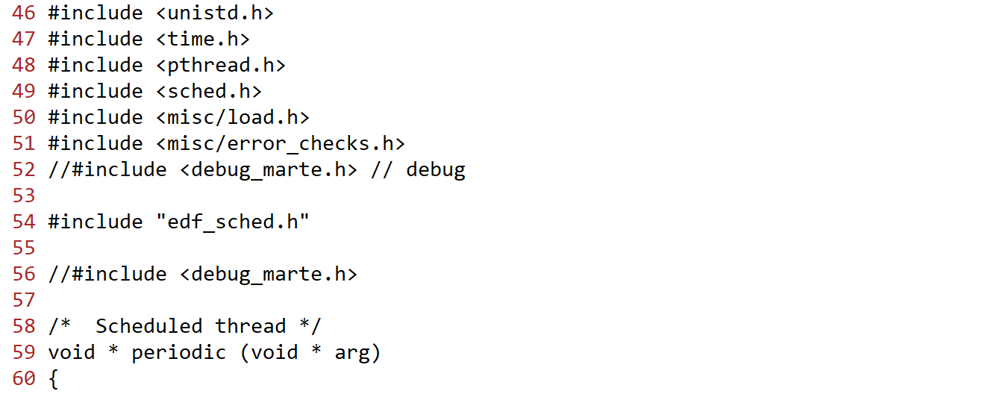 46 #include <unistd.h>
47 #include <time.h>
48 #include <pthread.h>
49 #include <sched.h>
50 #include <misc/load.h>
51 #include <misc/error_checks.h>
52 //#include <debug_marte.h> // debug
53
54 #include "edf_sched.h"
55
56 //#include <debug_marte.h>
57
58 /*  Scheduled thread */
59 void * periodic (void * arg)
60 {